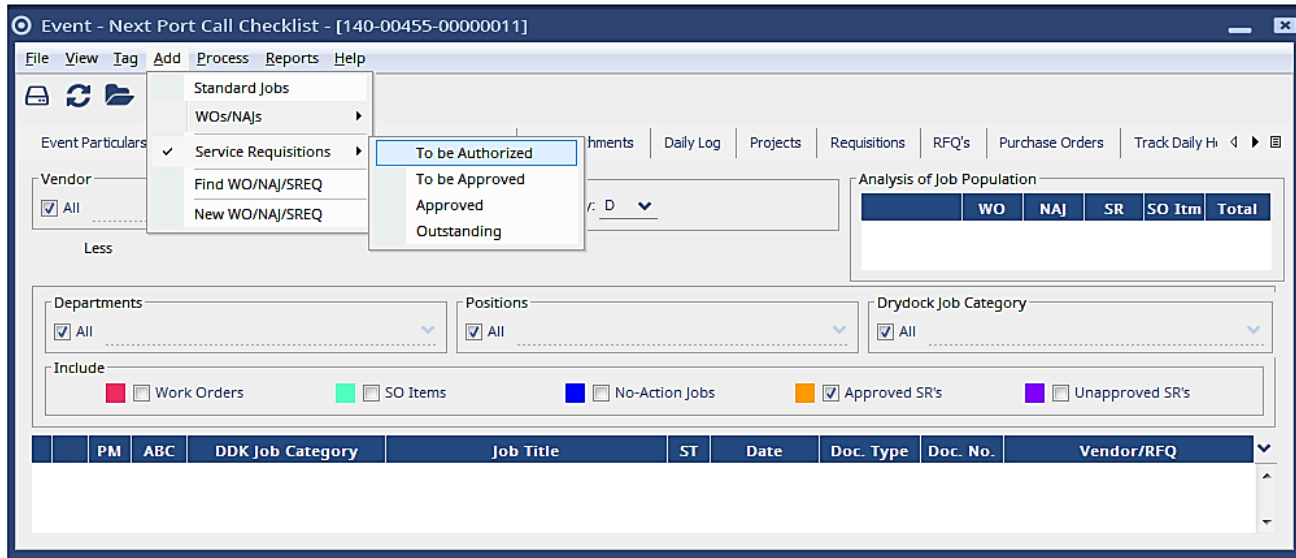 Event - Next Port Call Checklist - [140-00455-00000011]
File View Tag Add Process Reports Help
Standard Jobs
WOs/NAJs
Service Requisitions
Find WO/NAJ/SREQ
New WO/NAJ/SREQ
To be Authorized
To be Approved
Approved
Outstanding
Event Particulars Daily Log Projects Requisitions RFQ's Purchase Orders Track Daily
Vendor
All
Less
D
Analysis of Job Population
WO NAJ SR SO Itm Total
Departments Positions Drydock Job Category
All All All
Include
Work Orders SO Items No-Action Jobs Approved SR's Unapproved SR's
PM ABC DDK Job Category Job Title ST Date Doc. Type Doc. No. Vendor/RFQ